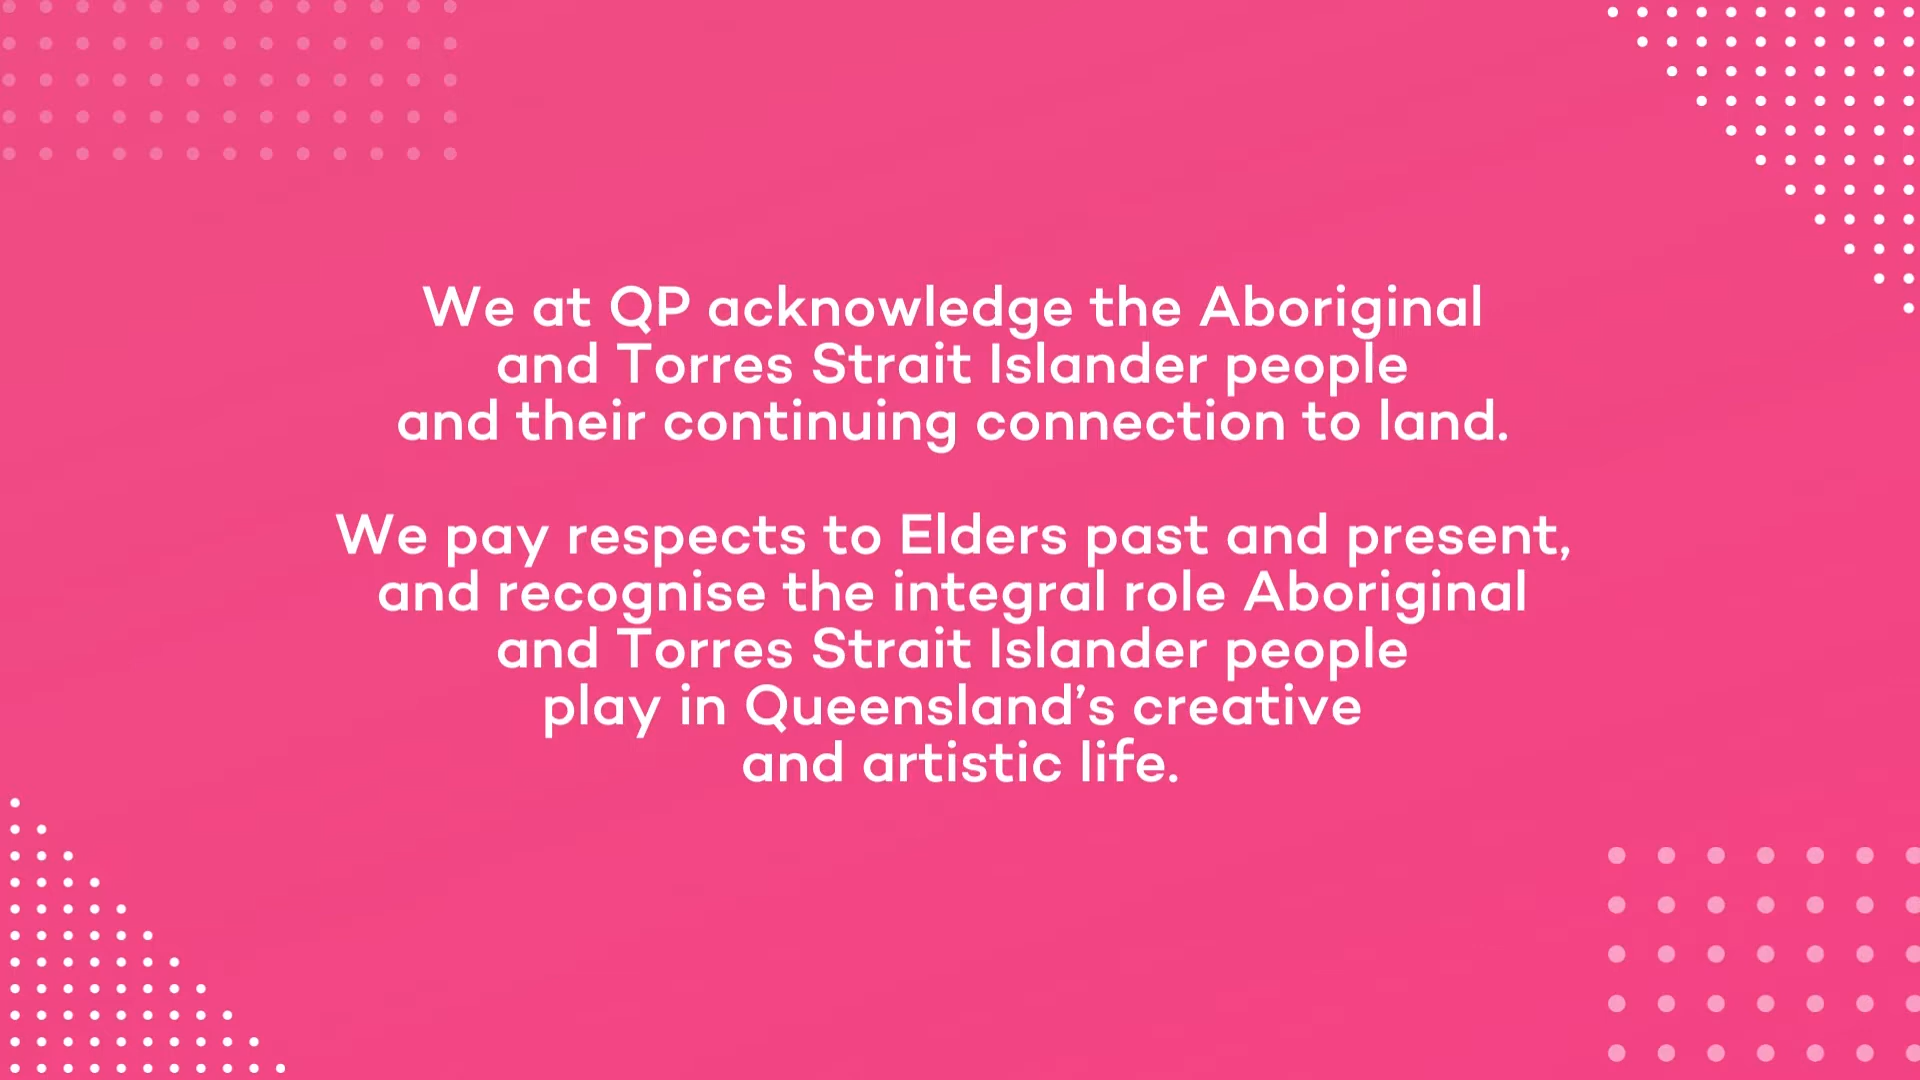 We at QP acknowledge the Aboriginal
and Torres Strait Islander people
and their continuing connection to land.
We pay respects to Elders past and present,
and recognise the integral role Aboriginal
and Torres Strait Islander people
play in Queensland’s creative
and artistic life.